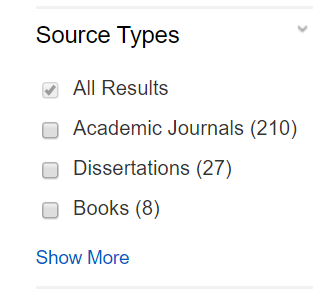 Source Types
All Results
Academic Journals (210)
Dissertations (27)
Books (8)
Show More